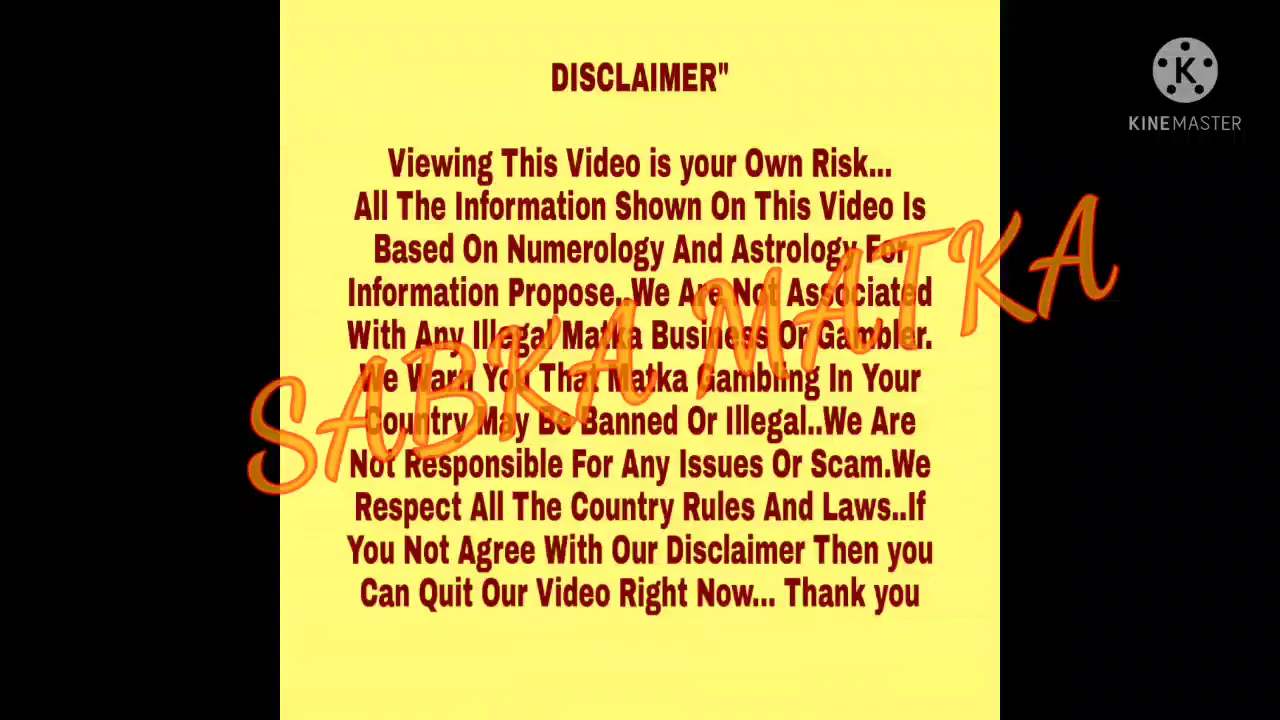 DISCLAIMER"
Viewing This Video is your Own Risk...
All The Information Shown On This Video Is
Based On Numerology And Astrology For
Information Propose..We Are Not Associated
With Any Illegal Matka Business Or Gambler.
We Warn You That Matka Gambling In Your
Country May Be Banned Or Illegal..We Are
Not Responsible For Any Issues Or Scam.We
Respect All The Country Rules And Laws..If
You Not Agree With Our Disclaimer Then you
Can Quit Our Video Right Now... Thank you
SABKA MATKA
K
KINEMASTER